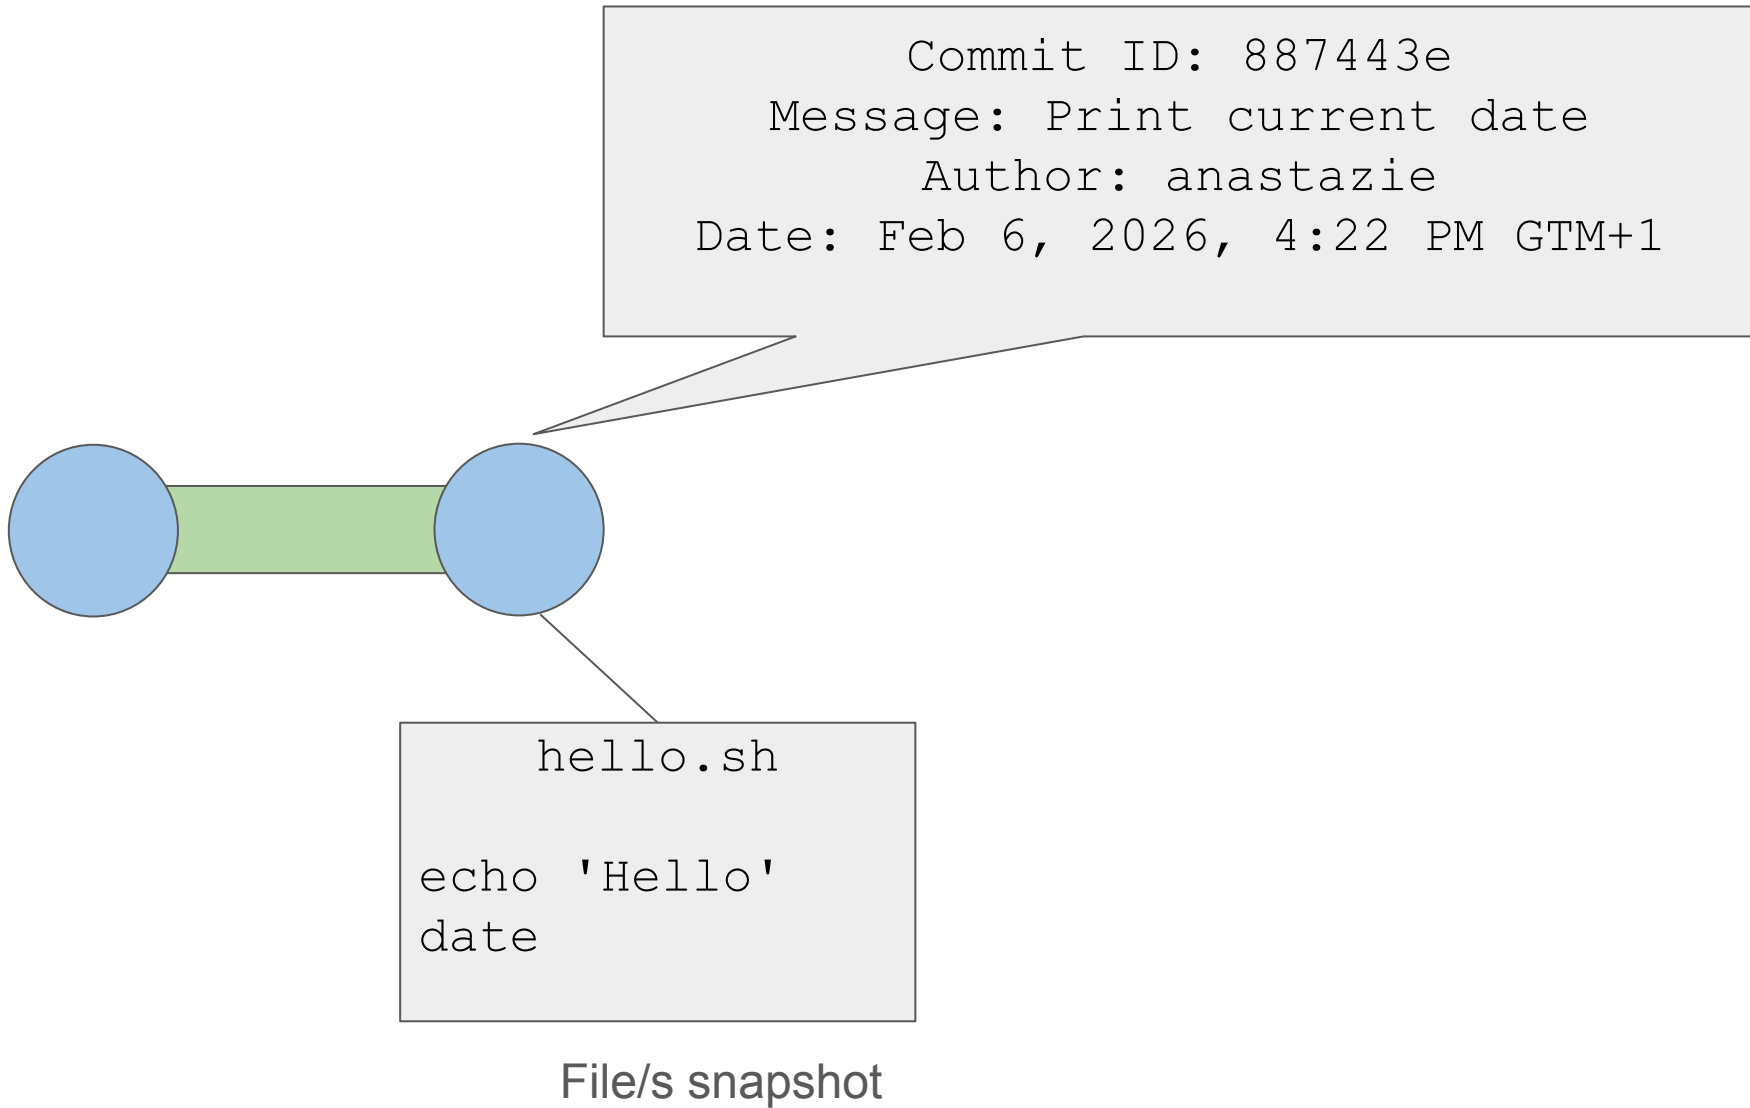 Commit ID: 887443e
Message: Print current date
Author: anastazie
Date: Feb 6, 2026, 4:22 PM GTM+1
hello.sh
echo 'Hello'
date
File/s snapshot